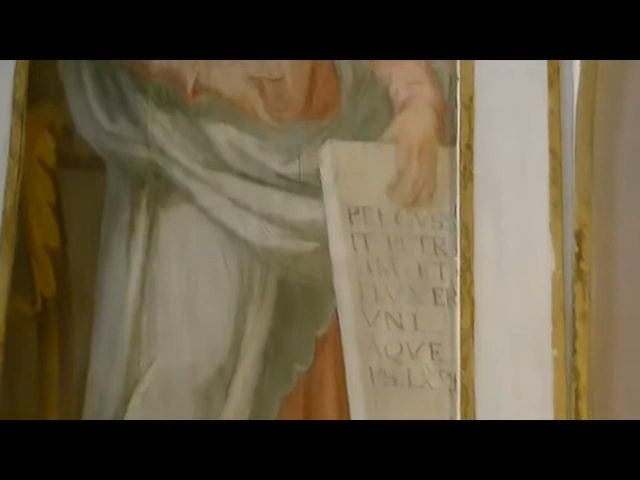 PERCVSS
IT PETR
AM ET
FLVXER
VNT
AQVE